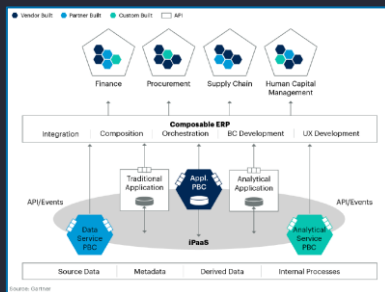 Vendor Built Partner Built Custom Built API
Finance Procurement Supply Chain Human Capital
Management
Composable ERP
Integration Composition Orchestration BC Development UX Development
Traditional
Application
Appl.
PBC
Analytical
Application
API/Events API/Events
Data
Service
PBC
iPaaS
Analytical
Service
PBC
Source Data Metadata Derived Data Internal Processes
Source: Gartner